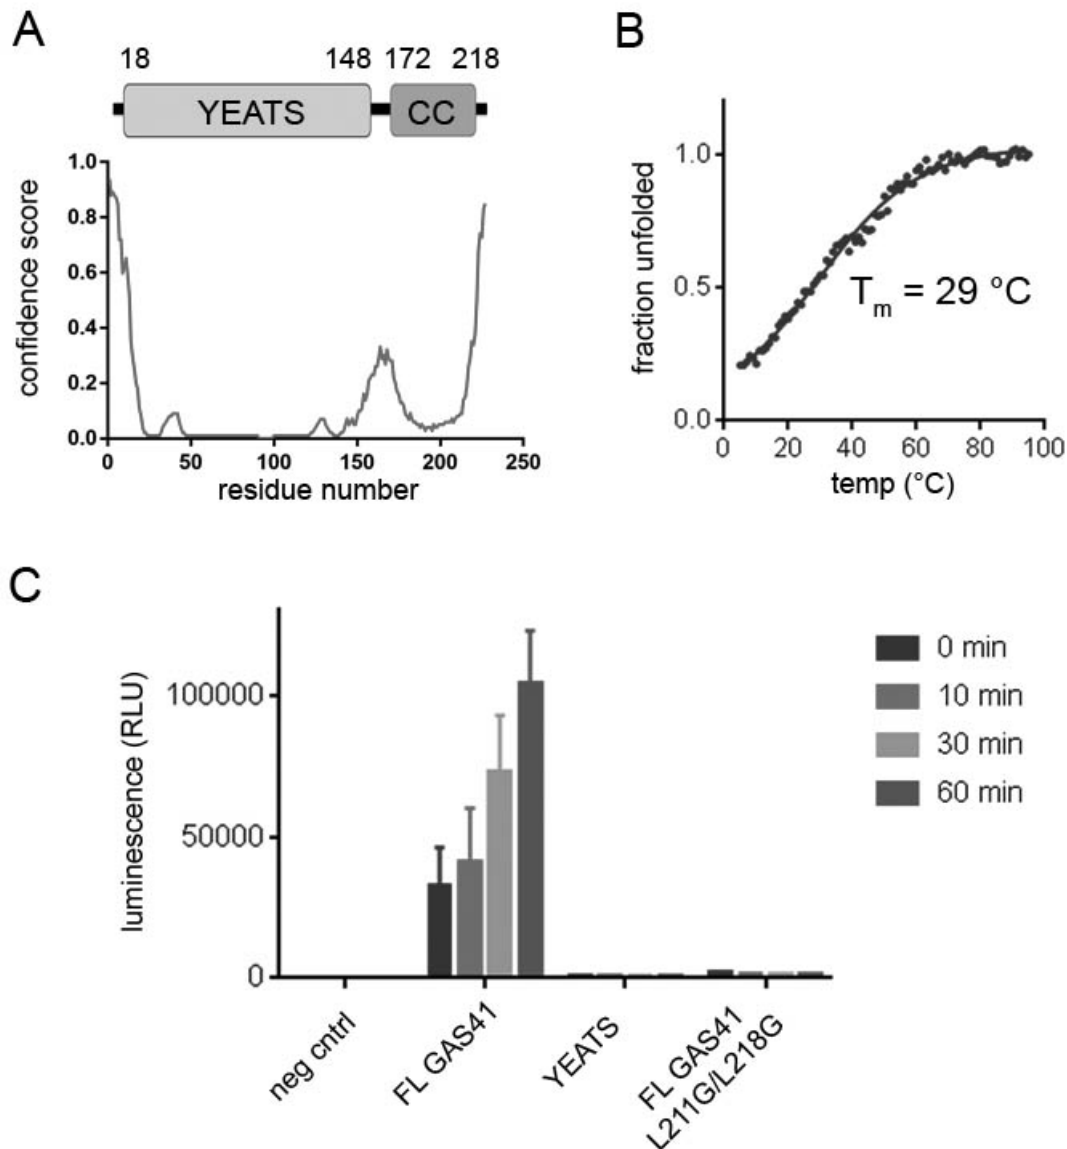 A
18 148 172 218
YEATS CC
confidence score
1.0
0.8
0.6
0.4
0.2
0.0
0 50 100 150 200 250
residue number
B
fraction unfolded
1.0
0.5
0.0
Tm = 29 °C
0 20 40 60 80 100
temp (°C)
C
luminescence (RLU)
100000
50000
0
neg cntrl
FL GAS41
YEATS
FL GAS41
L211G/L218G
0 min
10 min
30 min
60 min